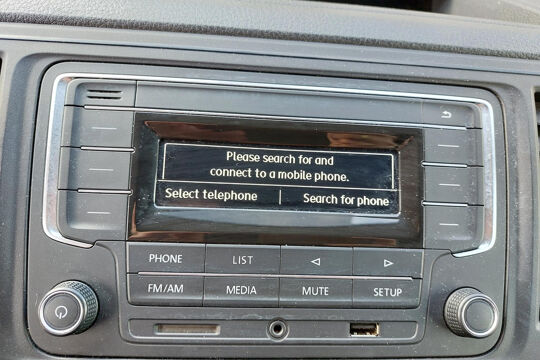 Please search for and
connect to a mobile phone.
Select telephone | Search for phone
PHONE LIST
FM/AM MEDIA MUTE SETUP